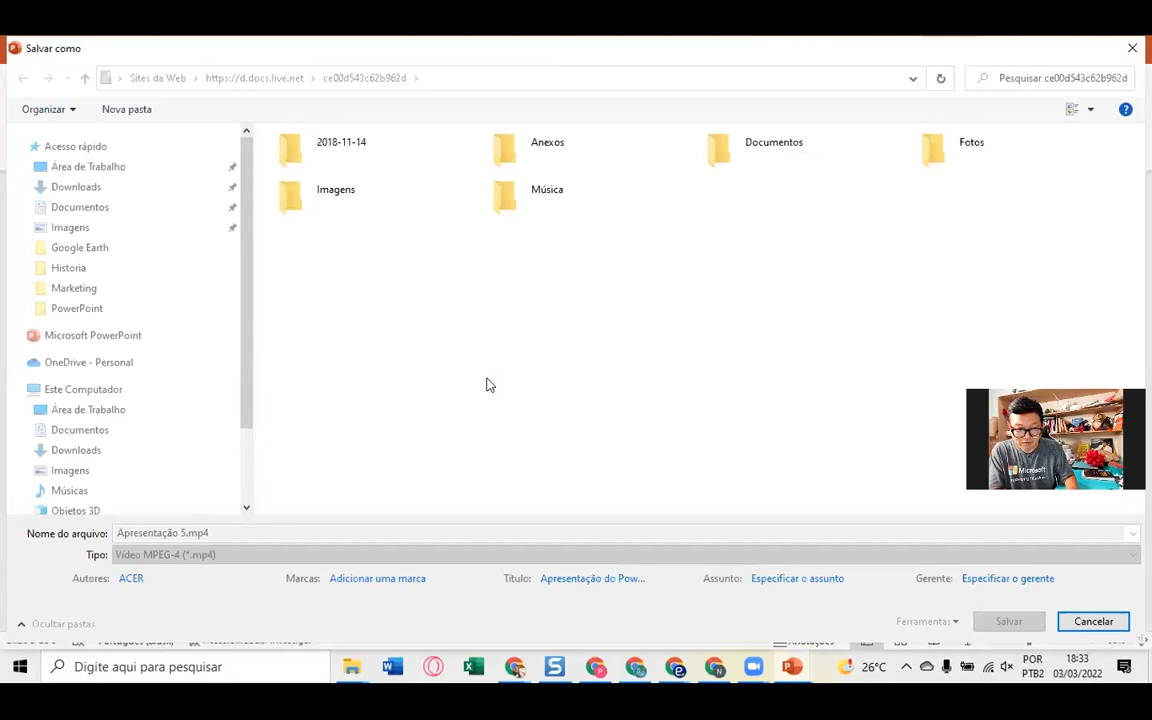 Salvar como
Sites da Web > https://d.docs.live.net > ce00d543c62b962d >
Pesquisar ce00d543c62b962d
Organizar
Nova pasta
Acesso rápido
Área de Trabalho
Downloads
Documentos
Imagens
Google Earth
Historia
Marketing
PowerPoint
Microsoft PowerPoint
OneDrive - Personal
Este Computador
Área de Trabalho
Documentos
Downloads
Imagens
Músicas
Objetos 3D
2018-11-14
Anexos
Documentos
Fotos
Imagens
Música
Microsoft
Nome do arquivo: Apresentação 5.mp4
Tipo: Vídeo MPEG-4 (*.mp4)
Autores: ACER
Marcas: Adicionar uma marca
Título: Apresentação do Pow...
Assunto: Especificar o assunto
Gerente: Especificar o gerente
Ocultar pastas
Ferramentas
Salvar
Cancelar
Digite aqui para pesquisar
26°C
POR
PTB2
18:33
03/03/2022